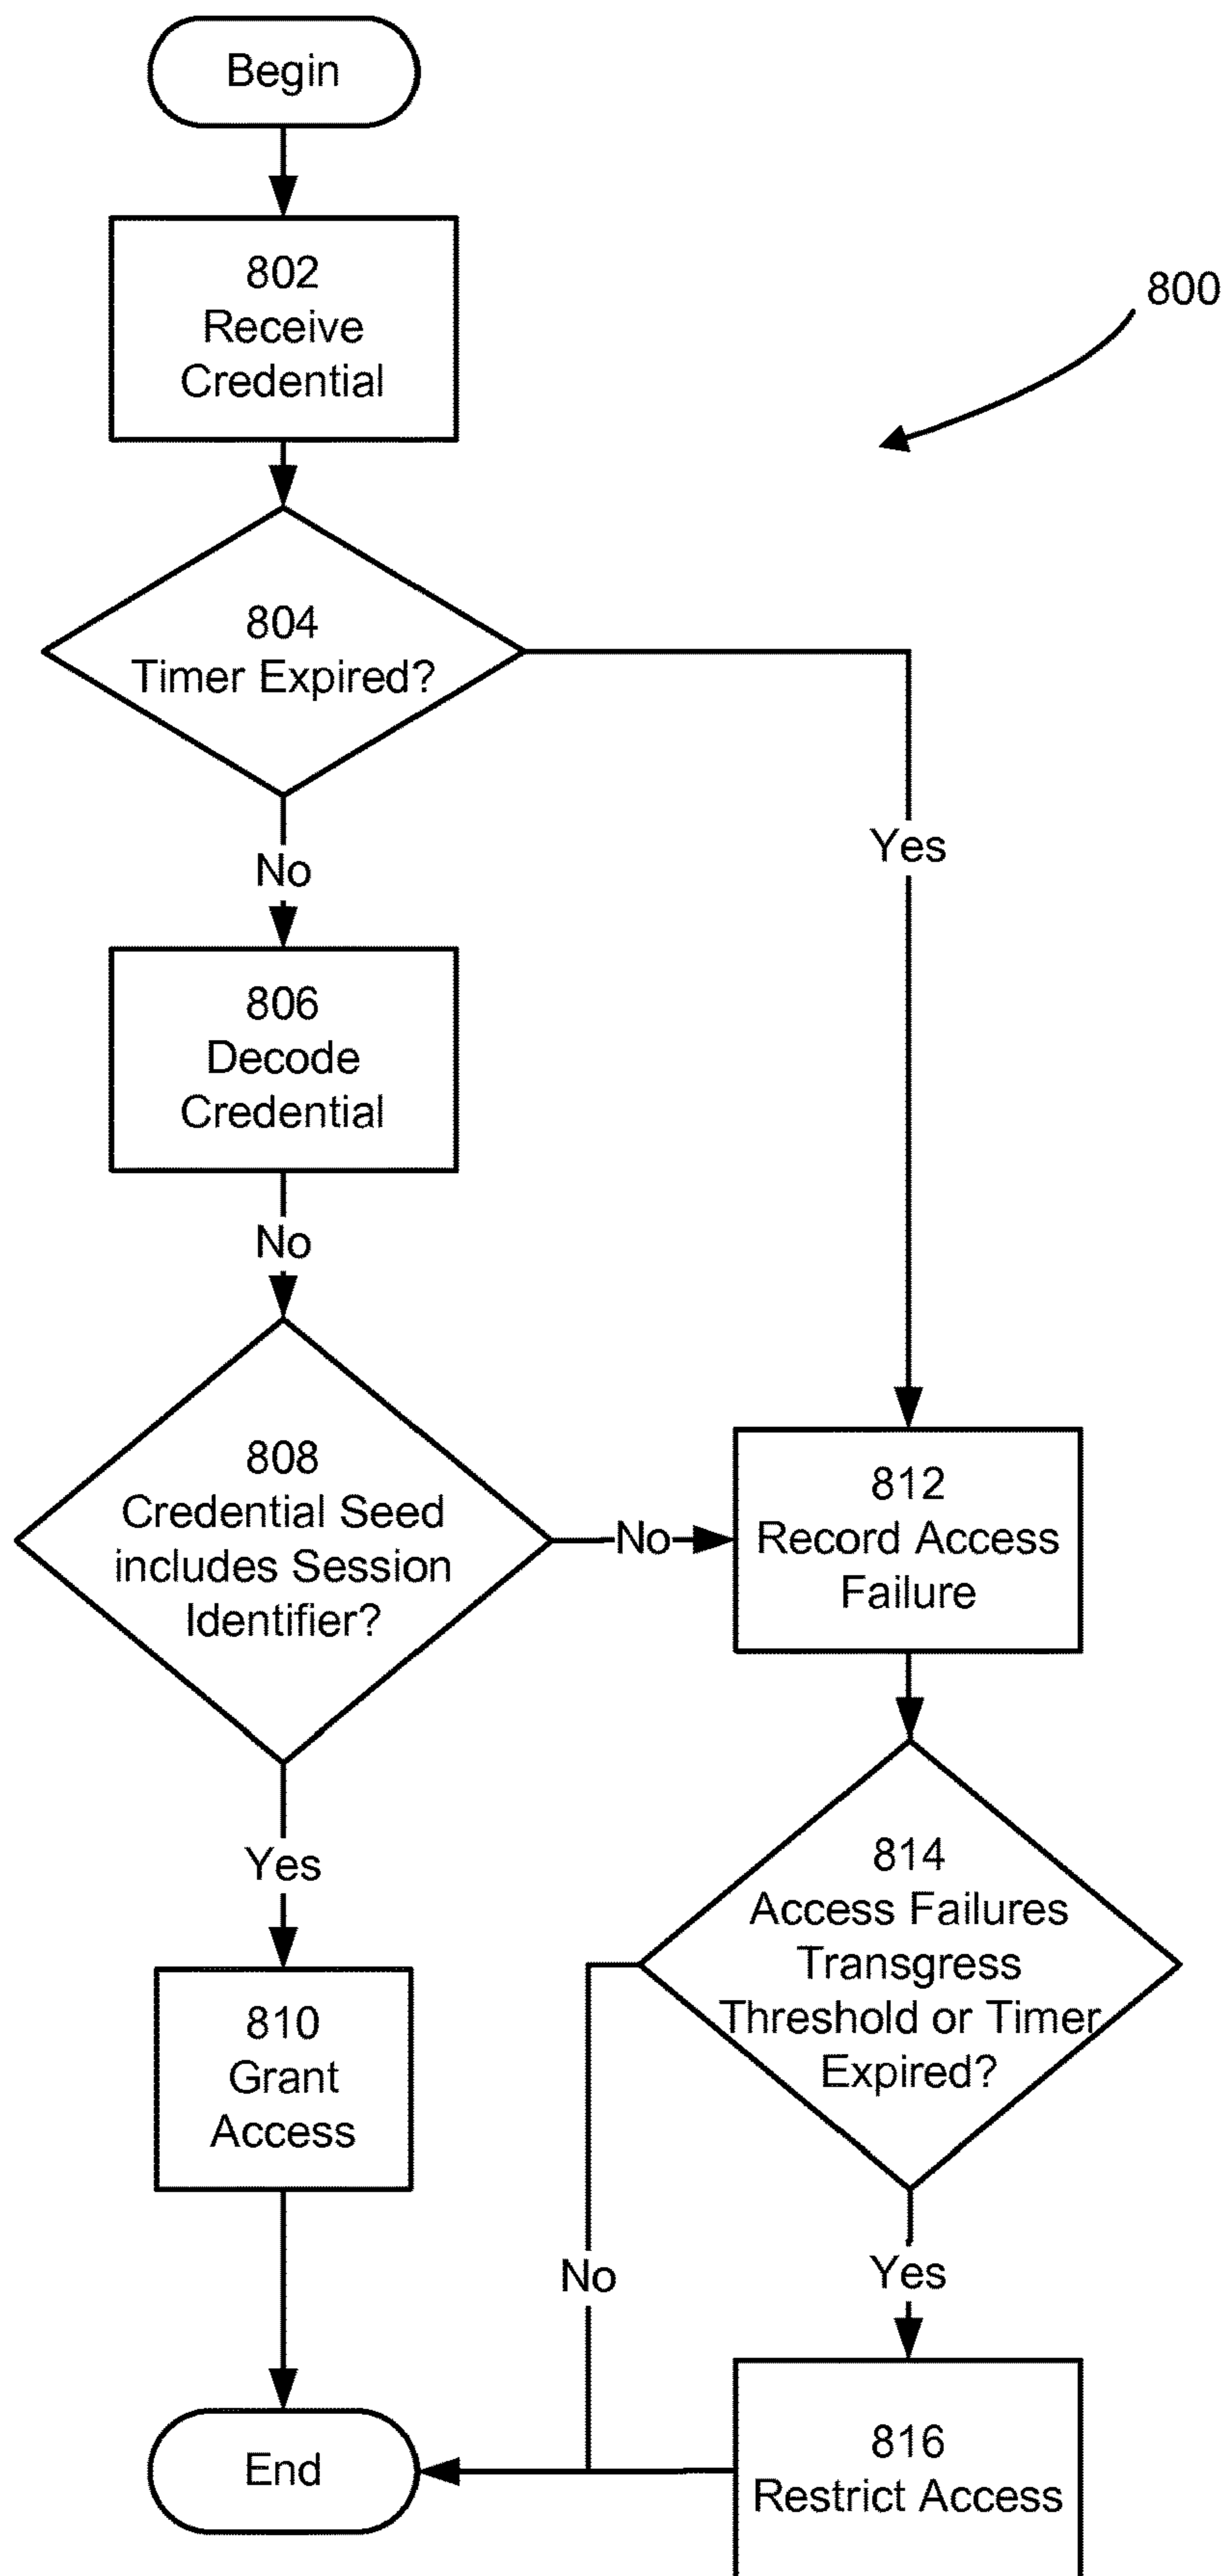 Begin
802
Receive
Credential
800
804
Timer Expired?
Yes
No
806
Decode
Credential
No
808
Credential Seed
includes Session
Identifier?
No
812
Record Access
Failure
Yes
814
Access Failures
Transgress
Threshold or Timer
Expired?
810
Grant
Access
No
Yes
End
816
Restrict Access